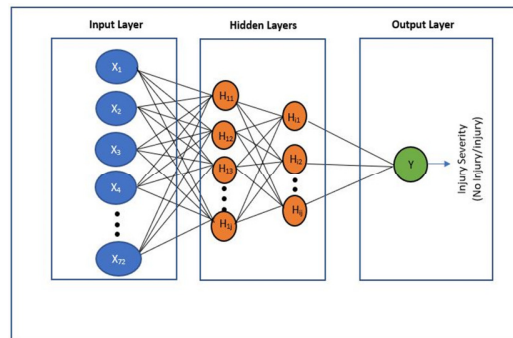 Input Layer
Hidden Layers
Output Layer
X1
X2
X3
X4
X72
H11
H12
H13
H1j
Hi1
Hi2
Hij
Y
Injury Severity
(No Injury/Injury)